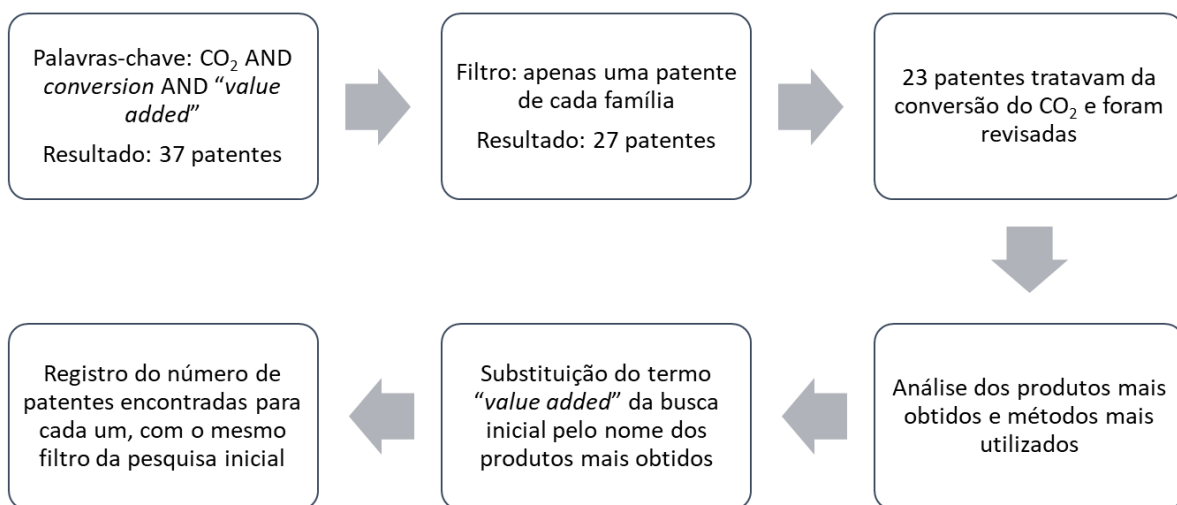 Palavras-chave: CO₂ AND
conversion AND “value
added”
Resultado: 37 patentes
Filtro: apenas uma patente
de cada família
Resultado: 27 patentes
23 patentes tratavam da
conversão do CO₂ e foram
revisadas
Análise dos produtos mais
obtidos e métodos mais
utilizados
Substituição do termo
“value added” da busca
inicial pelo nome dos
produtos mais obtidos
Registro do número de
patentes encontradas para
cada um, com o mesmo
filtro da pesquisa inicial